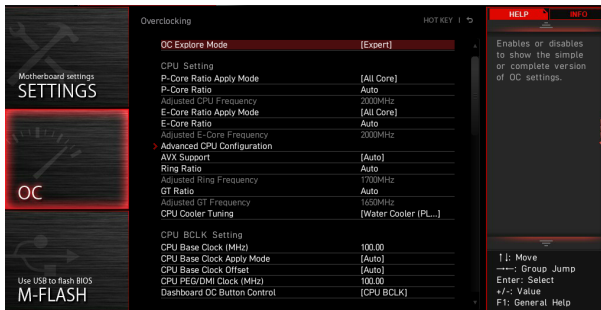 Motherboard settings
SETTINGS
OC
Use USB to flash BIOS
M-FLASH
Overclocking
HOT KEY
OC Explore Mode [Expert]
CPU Setting
P-Core Ratio Apply Mode [All Core]
P-Core Ratio Auto
Adjusted CPU Frequency 2000MHz
E-Core Ratio Apply Mode [All Core]
E-Core Ratio Auto
Adjusted E-Core Frequency 2000MHz
> Advanced CPU Configuration
AVX Support [Auto]
Ring Ratio Auto
Adjusted Ring Frequency 1700MHz
GT Ratio Auto
Adjusted GT Frequency 1650MHz
CPU Cooler Tuning [Water Cooler (PL...]
CPU BCLK Setting
CPU Base Clock (MHz) 100.00
CPU Base Clock Apply Mode [Auto]
CPU Base Clock Offset [Auto]
CPU PEG/DMI Clock (MHz) 100.00
Dashboard OC Button Control [CPU BCLK]
HELP
INFO
Enables or disables
to show the simple
or complete version
of OC settings.
↑↓: Move
→←: Group Jump
Enter: Select
+/-: Value
F1: General Help